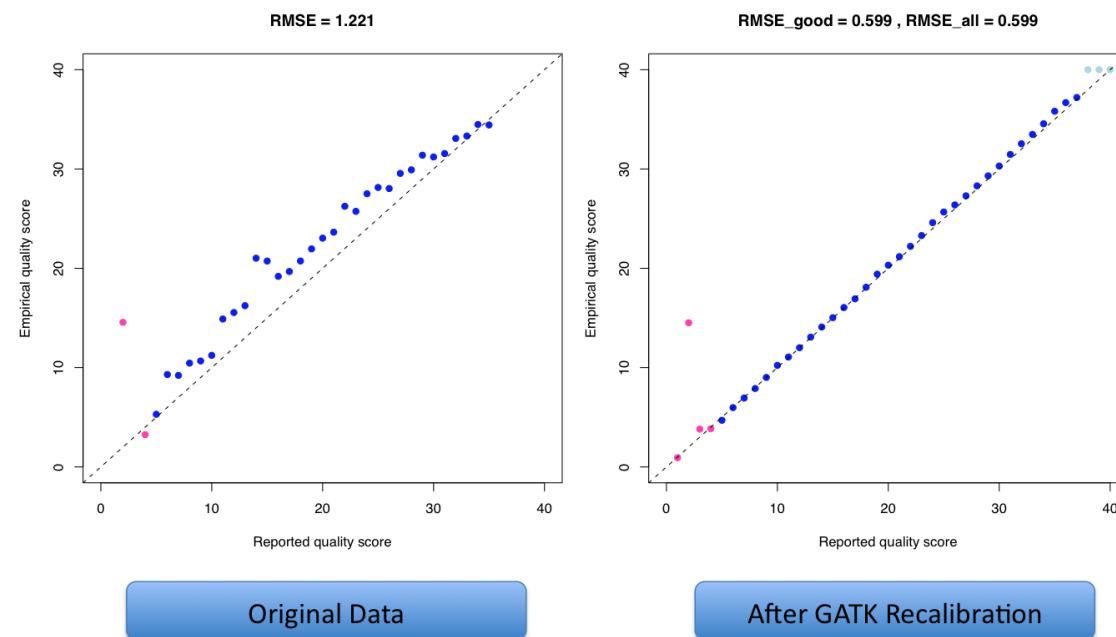 RMSE = 1.221
40
30
20
10
0
Empirical quality score
0 10 20 30 40
Reported quality score
Original Data
RMSE_good = 0.599 , RMSE_all = 0.599
40
30
20
10
0
Empirical quality score
0 10 20 30 40
Reported quality score
After GATK Recalibration